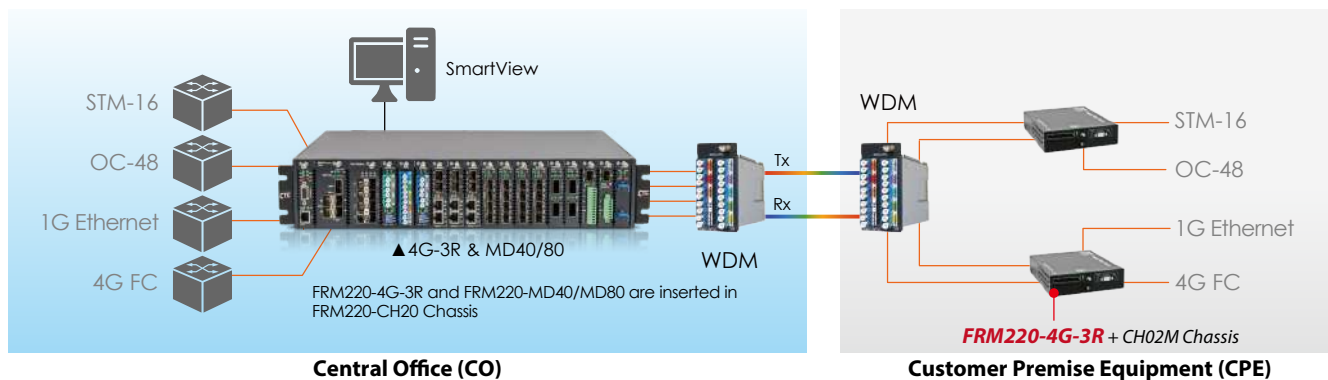 SmartView
STM-16
OC-48
1G Ethernet
4G FC
▲4G-3R & MD40/80
FRM220-4G-3R and FRM220-MD40/MD80 are inserted in
FRM220-CH20 Chassis
WDM
Tx
Rx
WDM
STM-16
OC-48
1G Ethernet
4G FC
FRM220-4G-3R + CH02M Chassis
Central Office (CO)
Customer Premise Equipment (CPE)